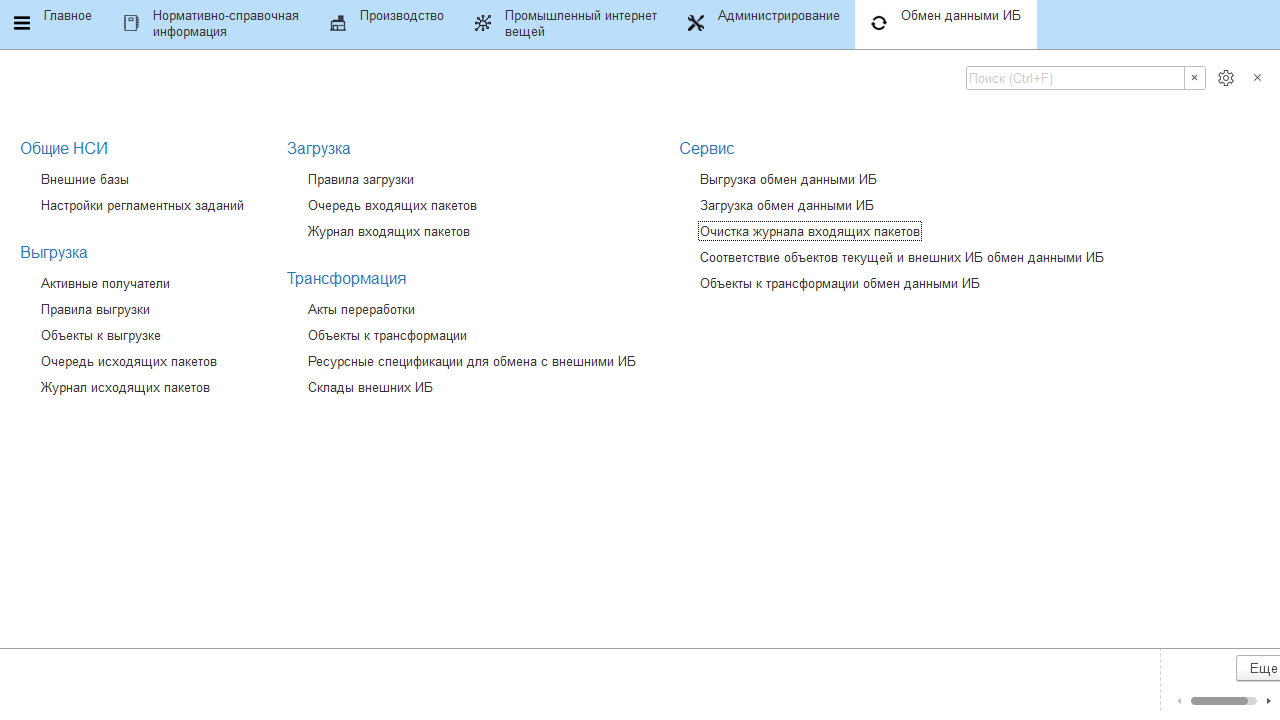 Главное
Нормативно-справочная
информация
Производство
Промышленный интернет
вещей
Администрирование
Обмен данными ИБ
Поиск (Ctrl+F)
Общие НСИ
Внешние базы
Настройки регламентных заданий
Выгрузка
Активные получатели
Правила выгрузки
Объекты к выгрузке
Очередь исходящих пакетов
Журнал исходящих пакетов
Загрузка
Правила загрузки
Очередь входящих пакетов
Журнал входящих пакетов
Трансформация
Акты переработки
Объекты к трансформации
Ресурсные спецификации для обмена с внешними ИБ
Склады внешних ИБ
Сервис
Выгрузка обмен данными ИБ
Загрузка обмен данными ИБ
Очистка журнала входящих пакетов
Соответствие объектов текущей и внешних ИБ обмен данными ИБ
Объекты к трансформации обмен данными ИБ
Еще